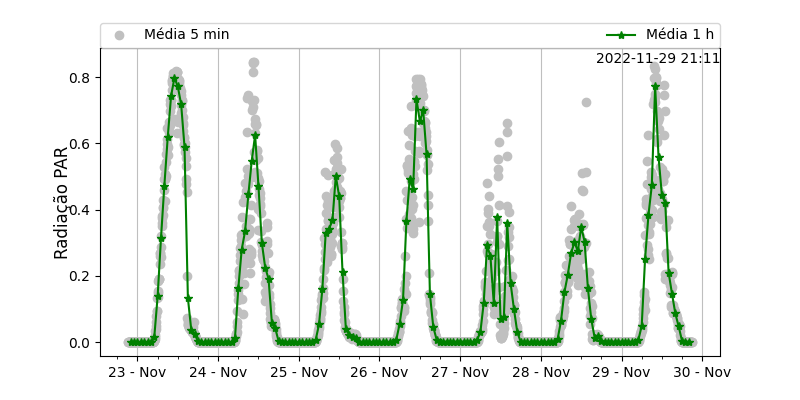 Média 5 min
Média 1 h
2022-11-29 21:11
Radiação PAR
0.8
0.6
0.4
0.2
0.0
23 - Nov
24 - Nov
25 - Nov
26 - Nov
27 - Nov
28 - Nov
29 - Nov
30 - Nov